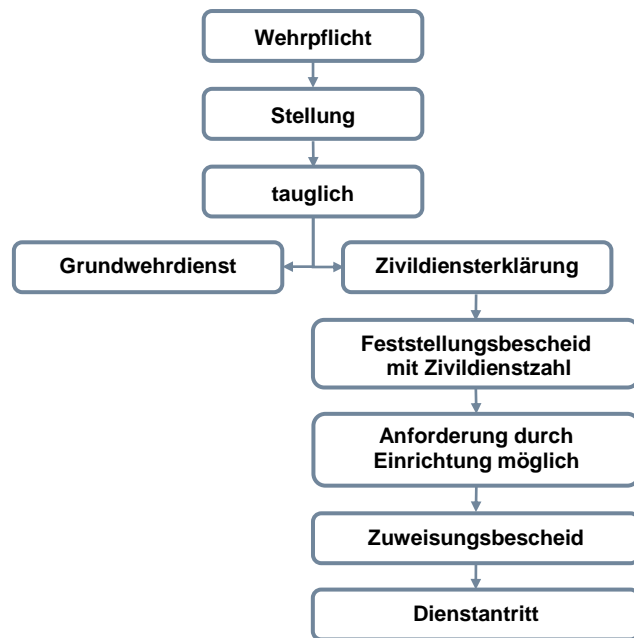 Wehrpflicht
Stellung
tauglich
Grundwehrdienst
Zivildiensterklärung
Feststellungsbescheid
mit Zivildienstzahl
Anforderung durch
Einrichtung möglich
Zuweisungsbescheid
Dienstantritt